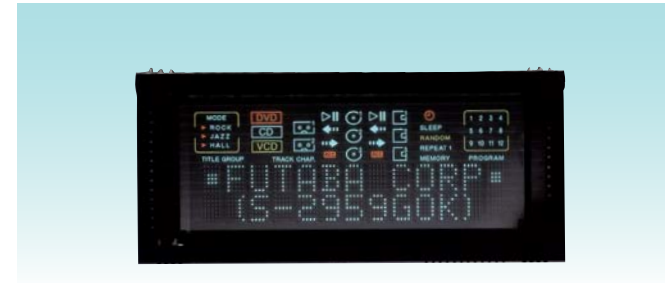 MODE
ROCK
JAZZ
HALL
DVD
CD
VCD
SLEEP
RANDOM
REPEAT 1
MEMORY
1 2 3 4
5 6 7 8
9 10 11 12
TITLE GROUP TRACK CHAP. PROGRAM
FUTABA CORP
(S-2959GOK)